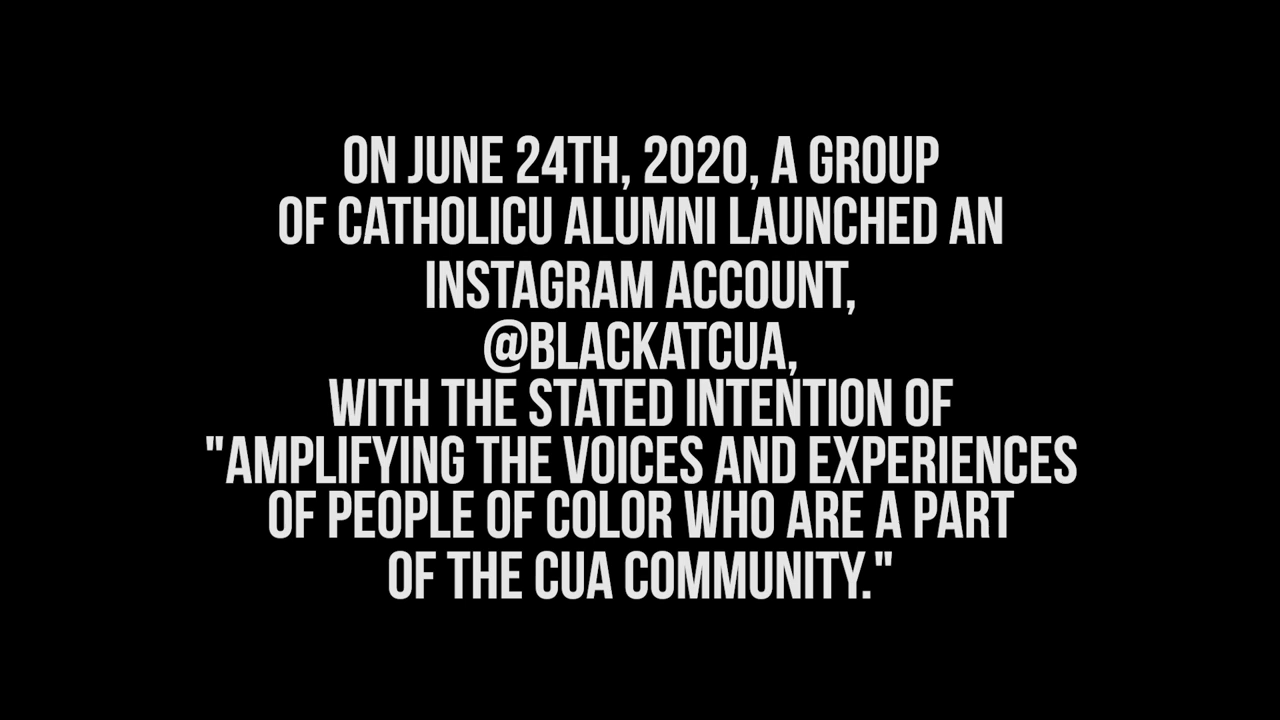 ON JUNE 24TH, 2020, A GROUP
OF CATHOLICU ALUMNI LAUNCHED AN
INSTAGRAM ACCOUNT,
@BLACKATCUA,
WITH THE STATED INTENTION OF
"AMPLIFYING THE VOICES AND EXPERIENCES
OF PEOPLE OF COLOR WHO ARE A PART
OF THE CUA COMMUNITY."